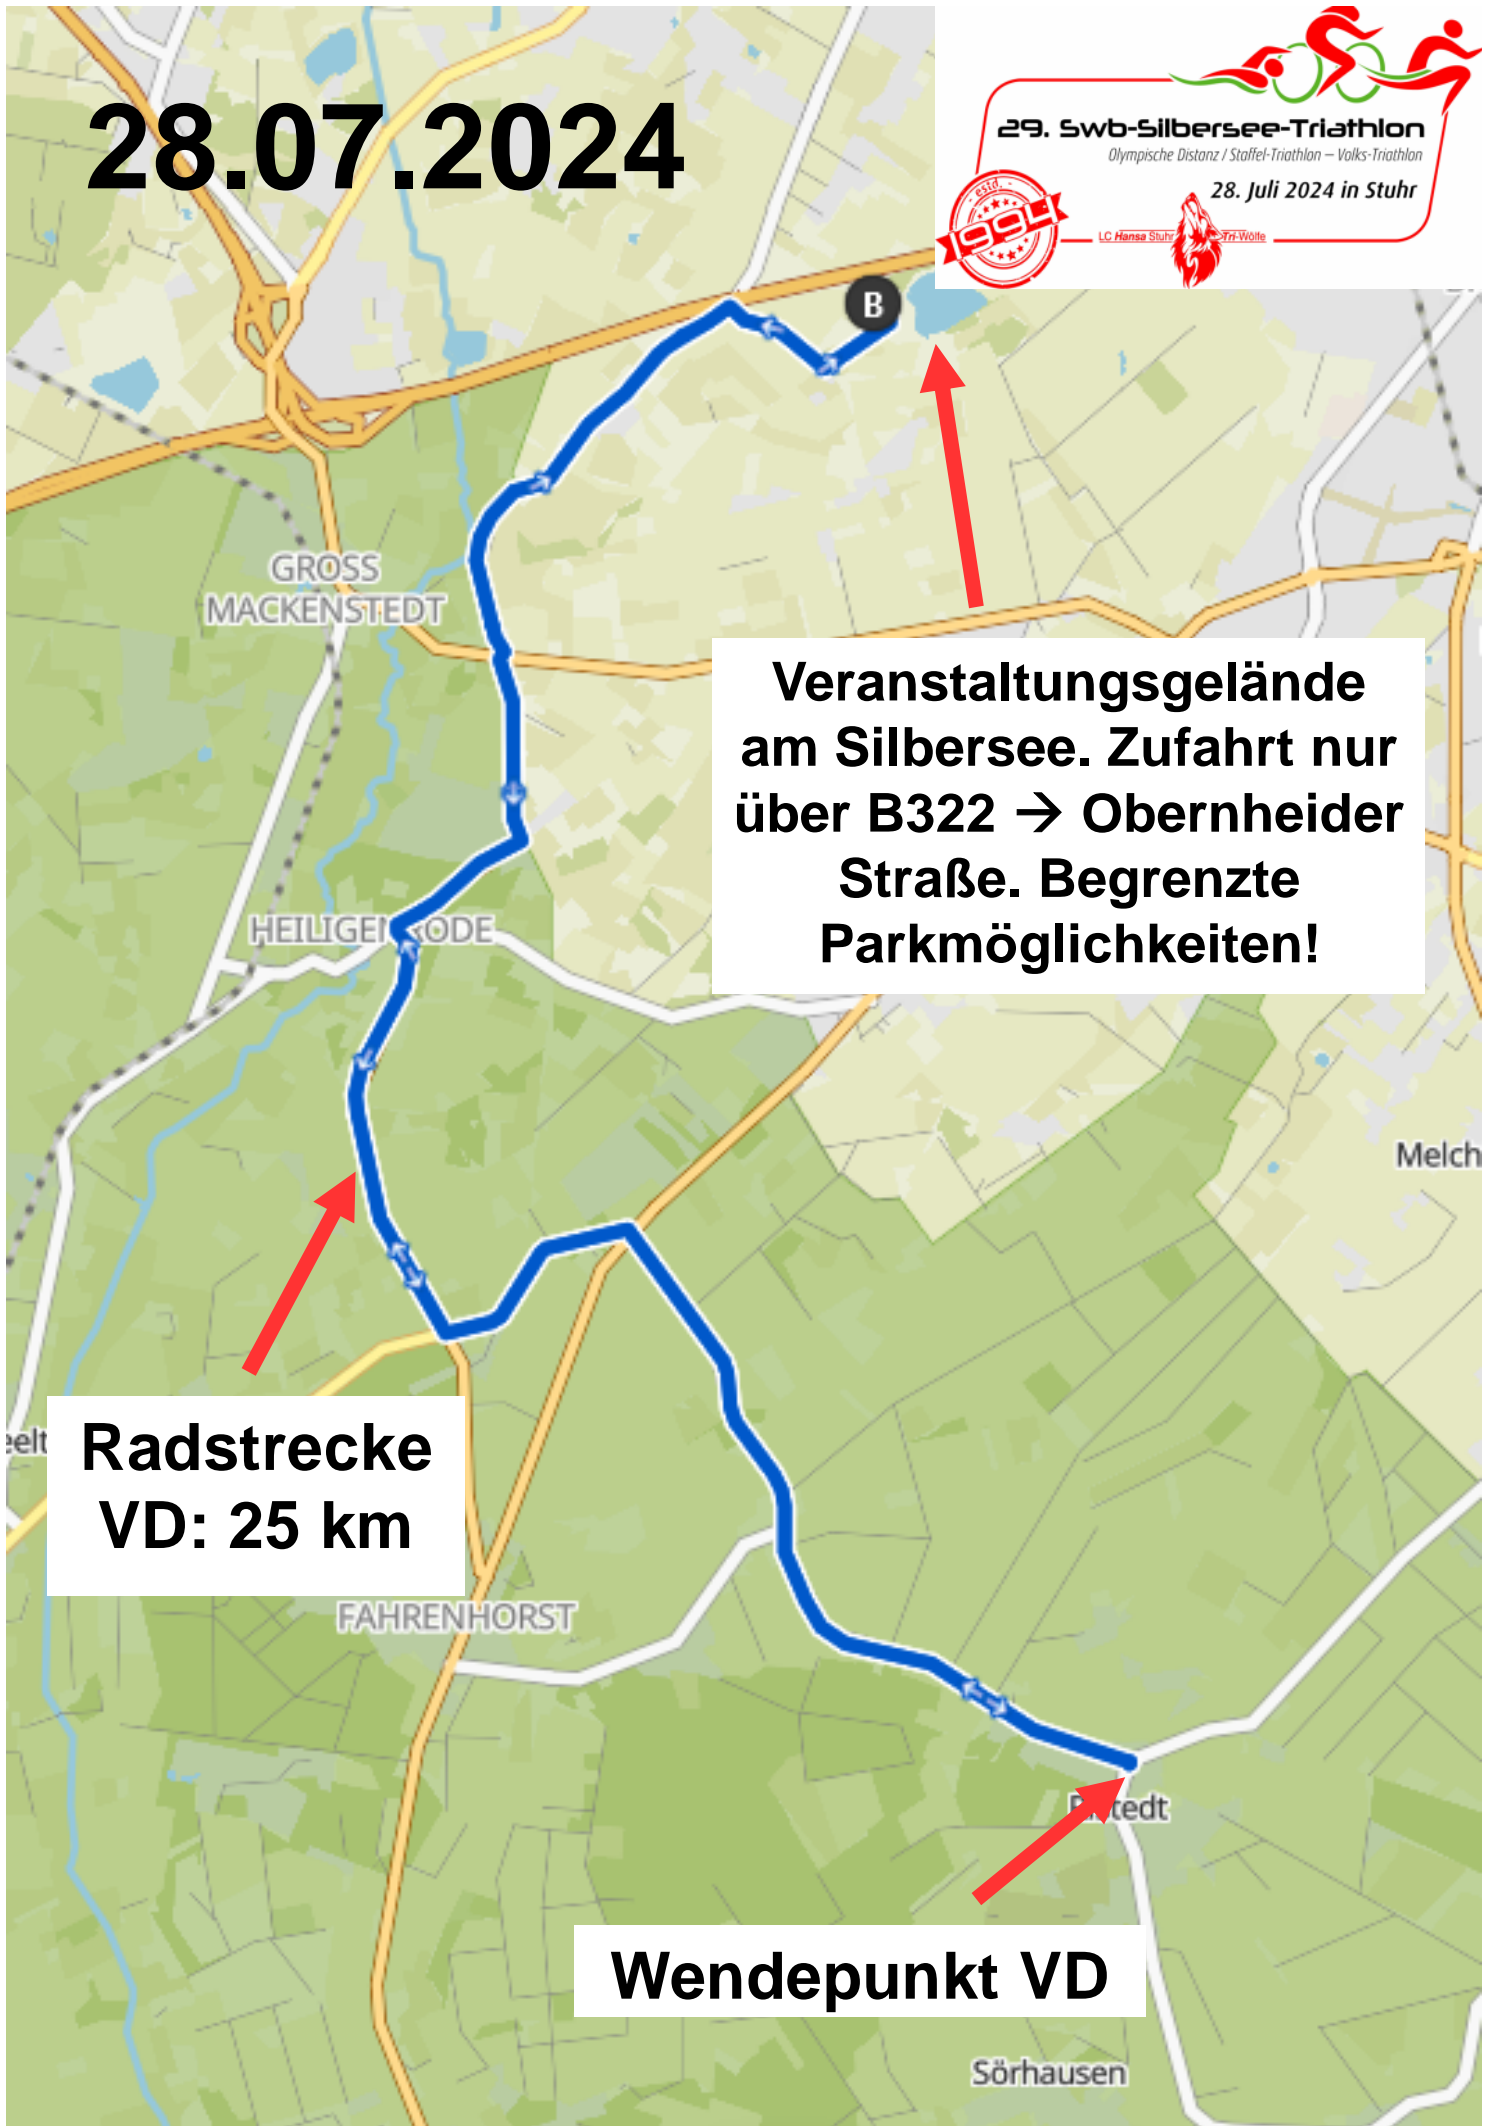 28.07.2024
29. Swb-Silbersee-Triathlon
Olympische Distanz / Staffel-Triathlon – Volks-Triathlon
28. Juli 2024 in Stuhr
- estd. -
1994
LC Hansa Stuhr
Tri-Wölfe
B
GROSS
MACKENSTEDT
Veranstaltungsgelände
am Silbersee. Zufahrt nur
über B322 → Obernheider
Straße. Begrenzte
Parkmöglichkeiten!
Melch
Radstrecke
VD: 25 km
eelt
FAHRENHORST
Wendepunkt VD
Sörhausen